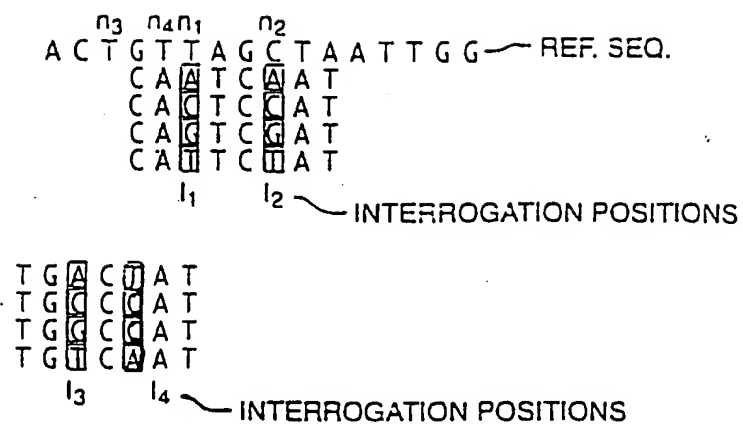 n3 n4 n1 n2
A C T G T T A G C T A A T T G G REF. SEQ.
C A A T C A A T
C A C T C C A T
C A G T C G A T
C A T T C T A T
I1 I2
INTERROGATION POSITIONS
T G A C T A T
T G C C C A T
T G G C G A T
T G T C A A T
I3 I4
INTERROGATION POSITIONS